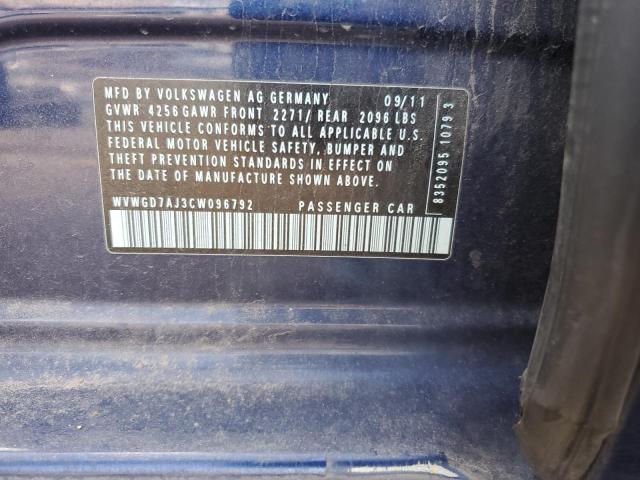 MFD BY VOLKSWAGEN AG GERMANY 09/11
GVWR 4256 GAWR FRONT 2271/ REAR 2096 LBS
THIS VEHICLE CONFORMS TO ALL APPLICABLE U.S.
FEDERAL MOTOR VEHICLE SAFETY, BUMPER AND
THEFT PREVENTION STANDARDS IN EFFECT ON
THE DATE OF MANUFACTURE SHOWN ABOVE.
WVWGD7AJ3CW096792 PASSENGER CAR
8352095 1079 3